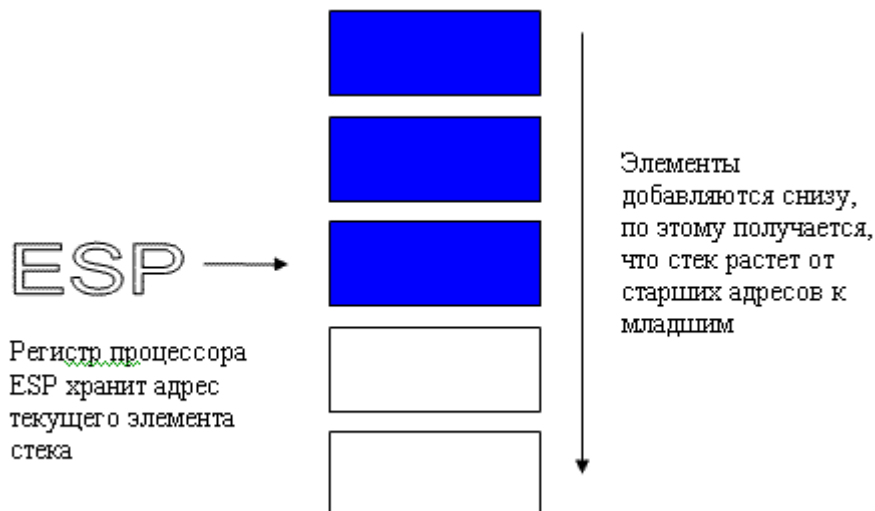 ESP
Регистр процессора
ESP хранит адрес
текущего элемента
стека
Элементы
добавляются снизу,
по этому получается,
что стек растет от
старших адресов к
младшим